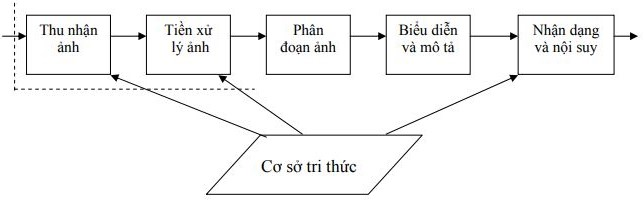 Thu nhận
ảnh
Tiền xử
lý ảnh
Phân
đoạn ảnh
Biểu diễn
và mô tả
Nhận dạng
và nội suy
Cơ sở tri thức